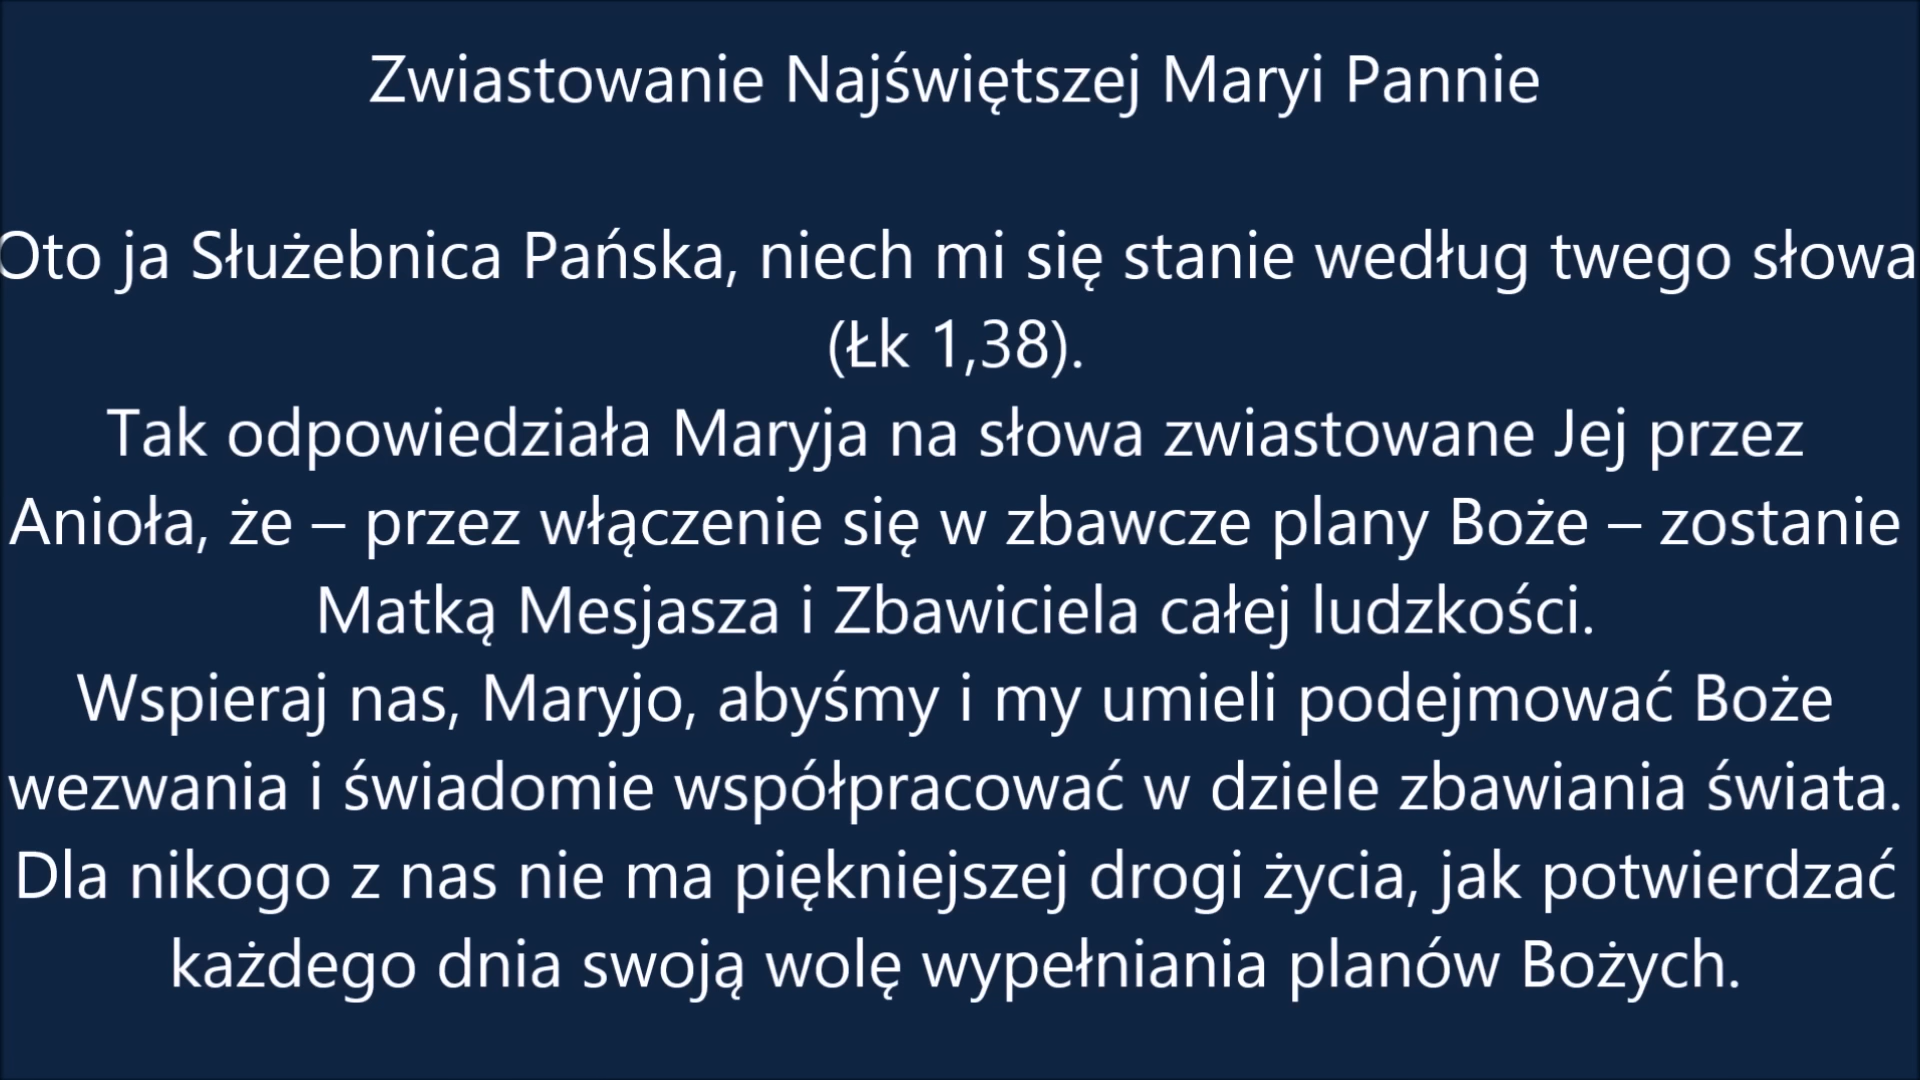 Zwiastowanie Najświętszej Maryi Pannie
Oto ja Służebnica Pańska, niech mi się stanie według twego słowa
(Łk 1,38).
Tak odpowiedziała Maryja na słowa zwiastowane Jej przez
Anioła, że – przez włączenie się w zbawcze plany Boże – zostanie
Matką Mesjasza i Zbawiciela całej ludzkości.
Wspieraj nas, Maryjo, abyśmy i my umieli podejmować Boże
wezwania i świadomie współpracować w dziele zbawiania świata.
Dla nikogo z nas nie ma piękniejszej drogi życia, jak potwierdzać
każdego dnia swoją wolę wypełniania planów Bożych.